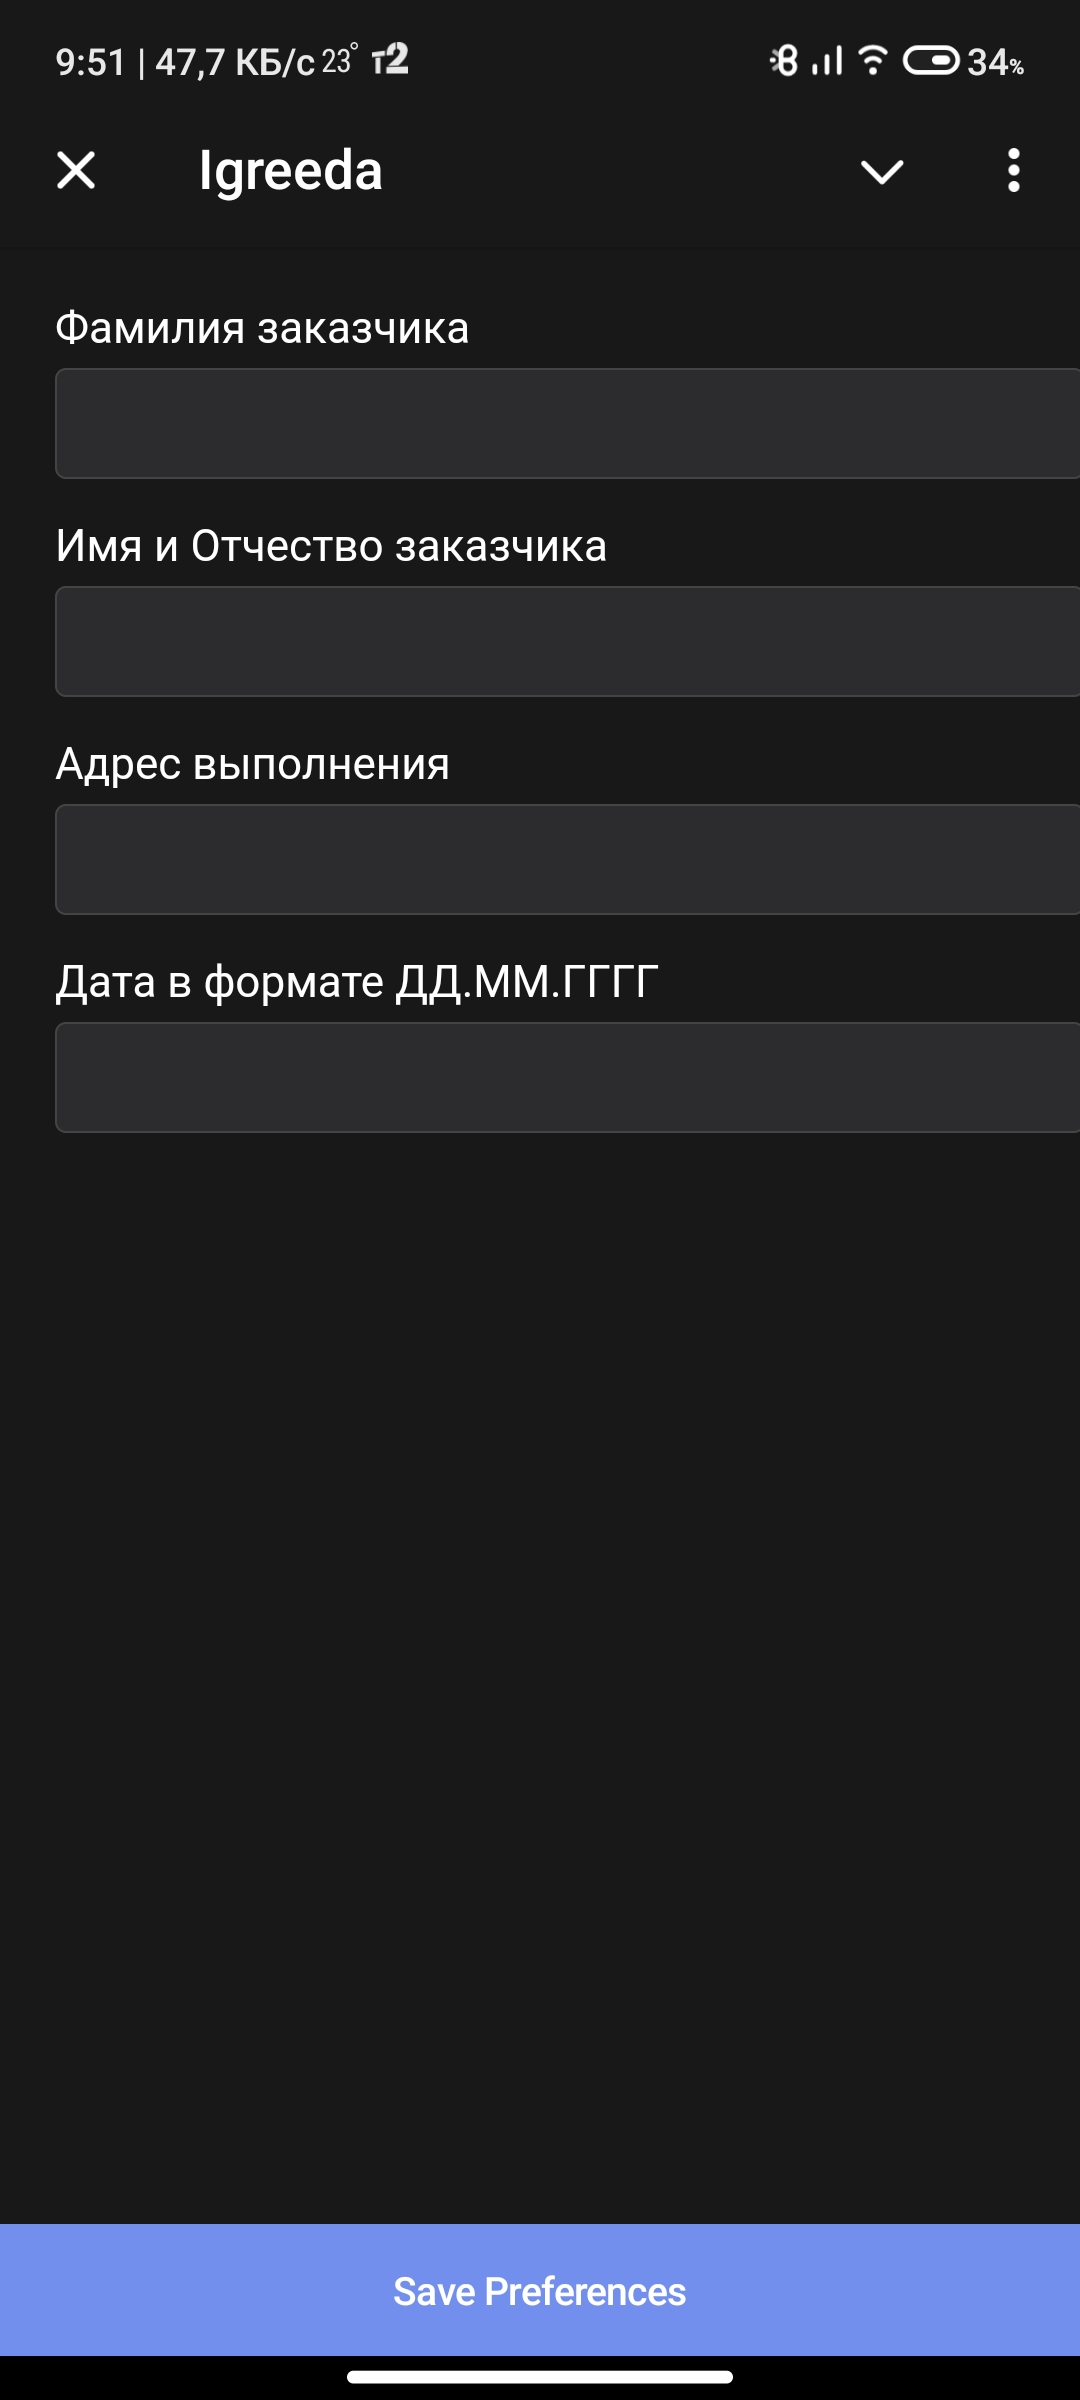 9:51 | 47,7 КБ/с 23° т2 34%
Igreeda
Фамилия заказчика
Имя и Отчество заказчика
Адрес выполнения
Дата в формате ДД.ММ.ГГГГ
Save Preferences